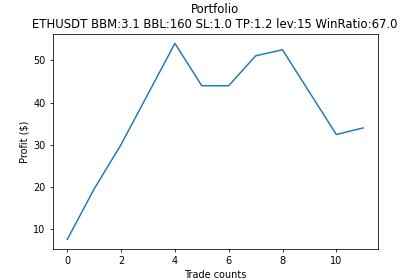 Portfolio
ETHUSDT BBM:3.1 BBL:160 SL:1.0 TP:1.2 lev:15 WinRatio:67.0
50
40
30
20
10
Profit ($)
0 2 4 6 8 10
Trade counts